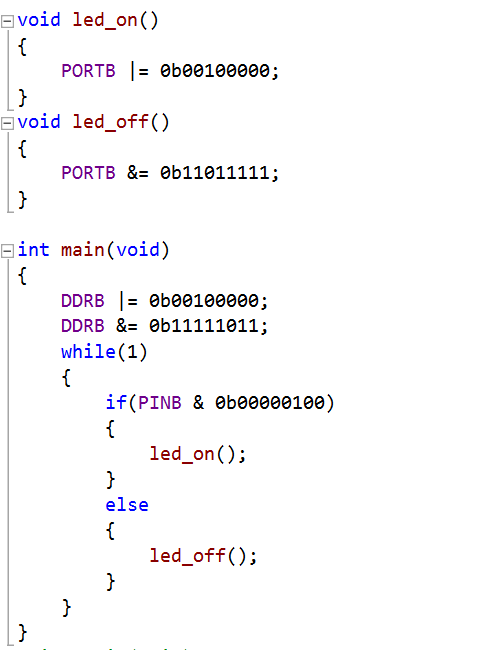 void led_on()
{
PORTB |= 0b00100000;
}
void led_off()
{
PORTB &= 0b11011111;
}
int main(void)
{
DDRB |= 0b00100000;
DDRB &= 0b11111011;
while(1)
{
if(PINB & 0b00000100)
{
led_on();
}
else
{
led_off();
}
}
}